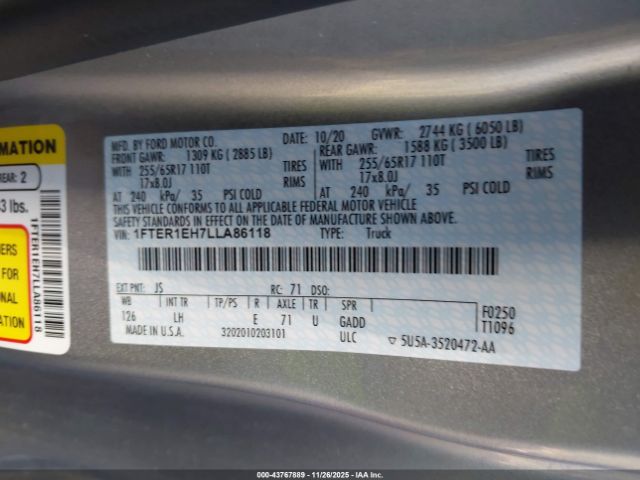 MATION
REAR: 2
3 lbs.
ERS
FOR
ONAL
ATION
1FTER1EH7LLA86118
MFD. BY FORD MOTOR CO.
DATE: 10/20
GVWR: 2744 KG ( 6050 LB)
FRONT GAWR: 1309 KG ( 2885 LB)
REAR GAWR: 1588 KG ( 3500 LB)
WITH 255/65R17 110T TIRES
WITH 255/65R17 110T TIRES
17x8.0J RIMS
17x8.0J RIMS
AT 240 kPa/ 35 PSI COLD
AT 240 kPa/ 35 PSI COLD
THIS VEHICLE CONFORMS TO ALL APPLICABLE FEDERAL MOTOR VEHICLE
SAFETY STANDARDS IN EFFECT ON THE DATE OF MANUFACTURE SHOWN ABOVE.
VIN: 1FTER1EH7LLA86118 TYPE: Truck
EXT PNT: JS RC: 71 DSO:
WB INT TR TP/PS R AXLE TR SPR
126 LH E 71 U GADD
F0250
T1096
MADE IN U.S.A. 3202010203101 ULC
▽ 5U5A-3520472-AA
00-43767889 | 11/26/2025 | COPYRIGHT IAA